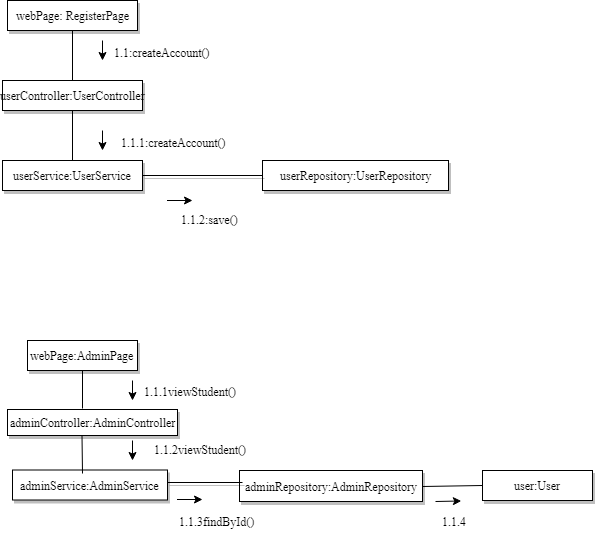 webPage: RegisterPage
1.1:createAccount()
userController:UserController
1.1.1:createAccount()
userService:UserService
userRepository:UserRepository
1.1.2:save()
webPage:AdminPage
1.1.1viewStudent()
adminController:AdminController
1.1.2viewStudent()
adminService:AdminService
adminRepository:AdminRepository
user:User
1.1.3findById()
1.1.4